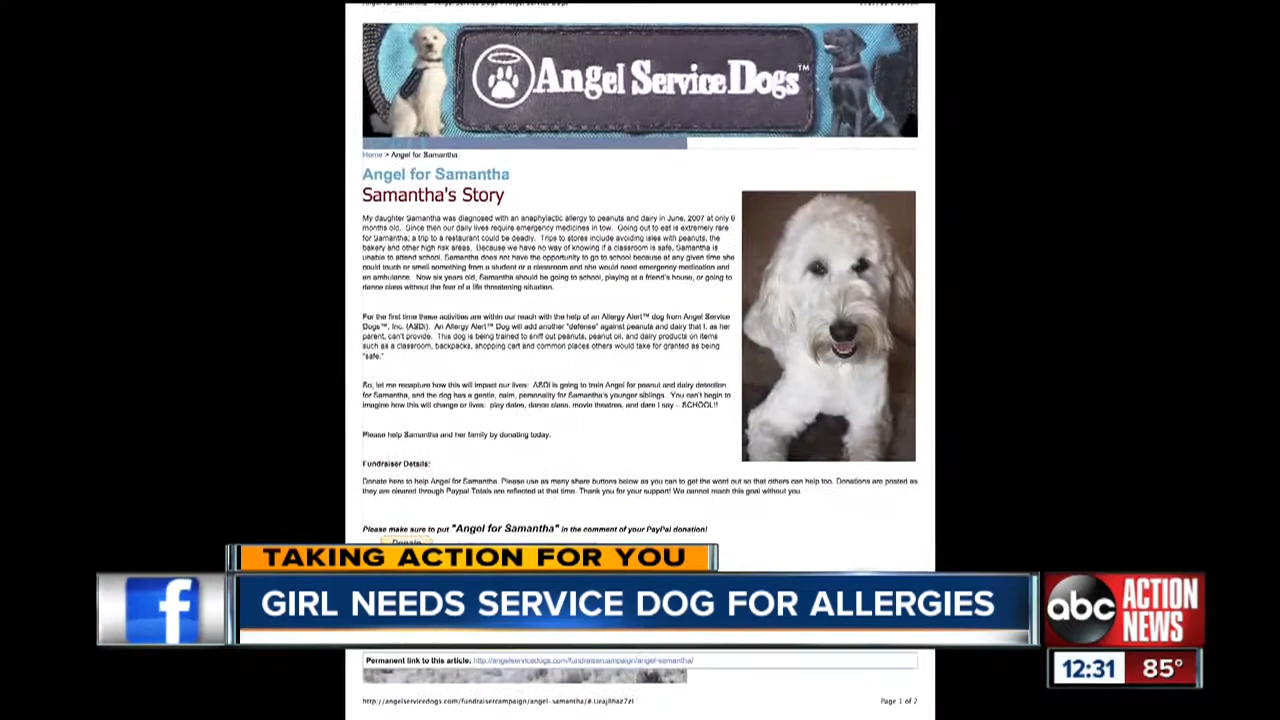 Angel Service Dogs™
Home > Angel for Samantha
Angel for Samantha
Samantha's Story
My daughter Samantha was diagnosed with an anaphylactic allergy to peanuts and dairy in June, 2007 at only 6
months old. Since then our daily lives require emergency medicines in tow. Going out to eat is extremely rare
for Samantha; a trip to a restaurant could be deadly. Trips to stores include avoiding isles with peanuts, the
bakery and other high risk areas. Because we have no way of knowing if a classroom is safe, Samantha is
unable to attend school. Samantha does not have the opportunity to go to school because at any given time she
could touch or smell something from a student or a classroom and she would need emergency medication and
an ambulance. Now six years old, Samantha should be going to school, playing at a friend's house, or going to
dance class without the fear of a life threatening situation.
For the first time these activities are within our reach with the help of an Allergy Alert™ dog from Angel Service
Dogs™, Inc. (ASDI). An Allergy Alert™ Dog will add another "defense" against peanuts and dairy that I, as her
parent, can't provide. This dog is being trained to sniff out peanuts, peanut oil, and dairy products on items
such as a classroom, backpacks, shopping cart and common places others would take for granted as being
"safe."
So, let me recapture how this will impact our lives: ASDI is going to train Angel for peanut and dairy detection
for Samantha, and the dog has a gentle, calm, personality for Samantha's younger siblings. You can't begin to
imagine how this will change or lives: play dates, dance class, movie theatres, and dare I say – SCHOOL!!
Please help Samantha and her family by donating today.
Fundraiser Details:
Donate here to help Angel for Samantha. Please use as many share buttons below as you can to get the word out so that others can help too. Donations are posted as
they are cleared through Paypal. Totals are reflected at that time. Thank you for your support! We cannot reach this goal without you.
Please make sure to put "Angel for Samantha" in the comment of your PayPal donation!
Donate
TAKING ACTION FOR YOU
f GIRL NEEDS SERVICE DOG FOR ALLERGIES
abc ACTION NEWS
12:31 85°
Permanent link to this article: http://angelservicedogs.com/fundraisercampaign/angel-samantha/
Page 1 of 2